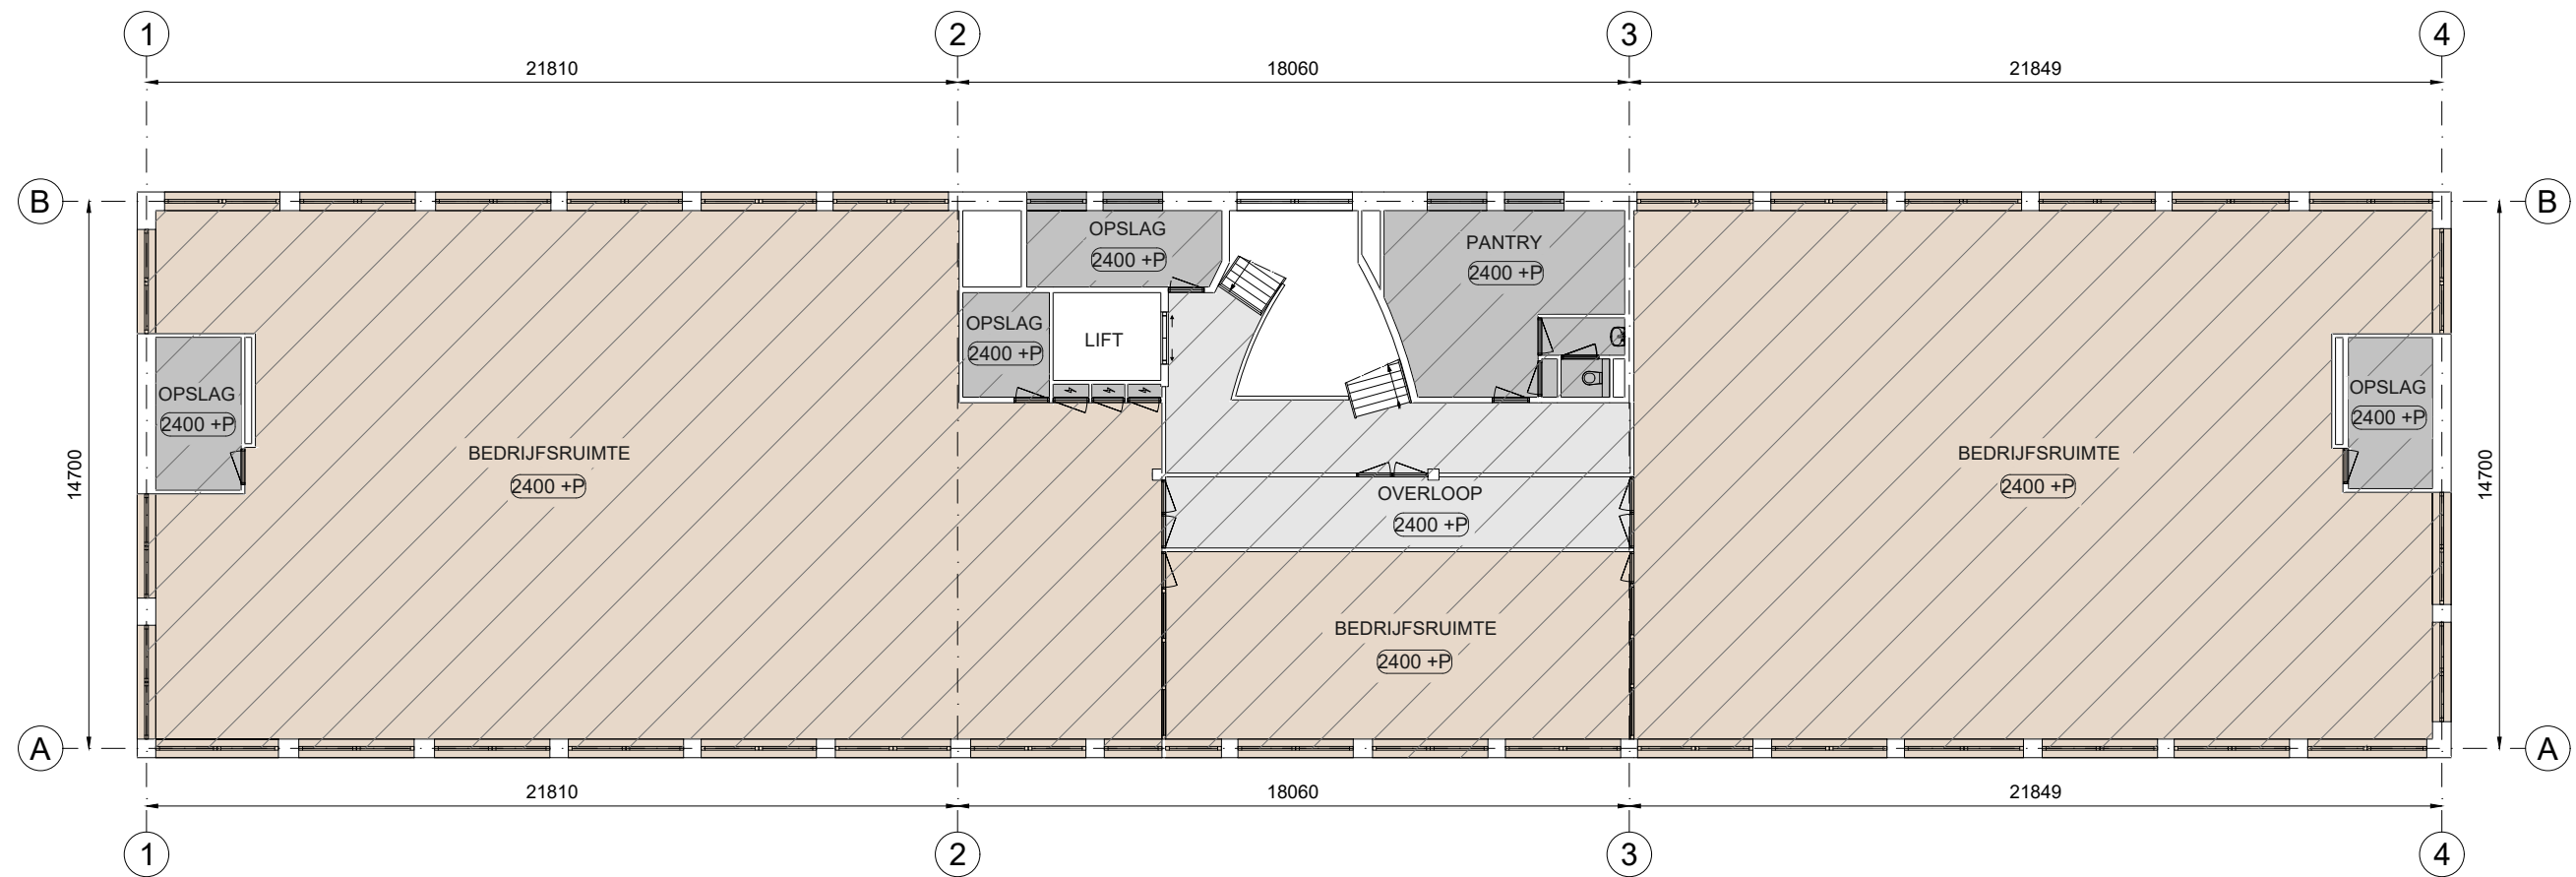 1 2 3 4
21810 18060 21849
B B
OPSLAG
2400 +P
PANTRY
2400 +P
OPSLAG
2400 +P
LIFT
OPSLAG
2400 +P
OPSLAG
2400 +P
BEDRIJFSRUIMTE
2400 +P
BEDRIJFSRUIMTE
2400 +P
14700 14700
OVERLOOP
2400 +P
BEDRIJFSRUIMTE
2400 +P
A A
21810 18060 21849
1 2 3 4